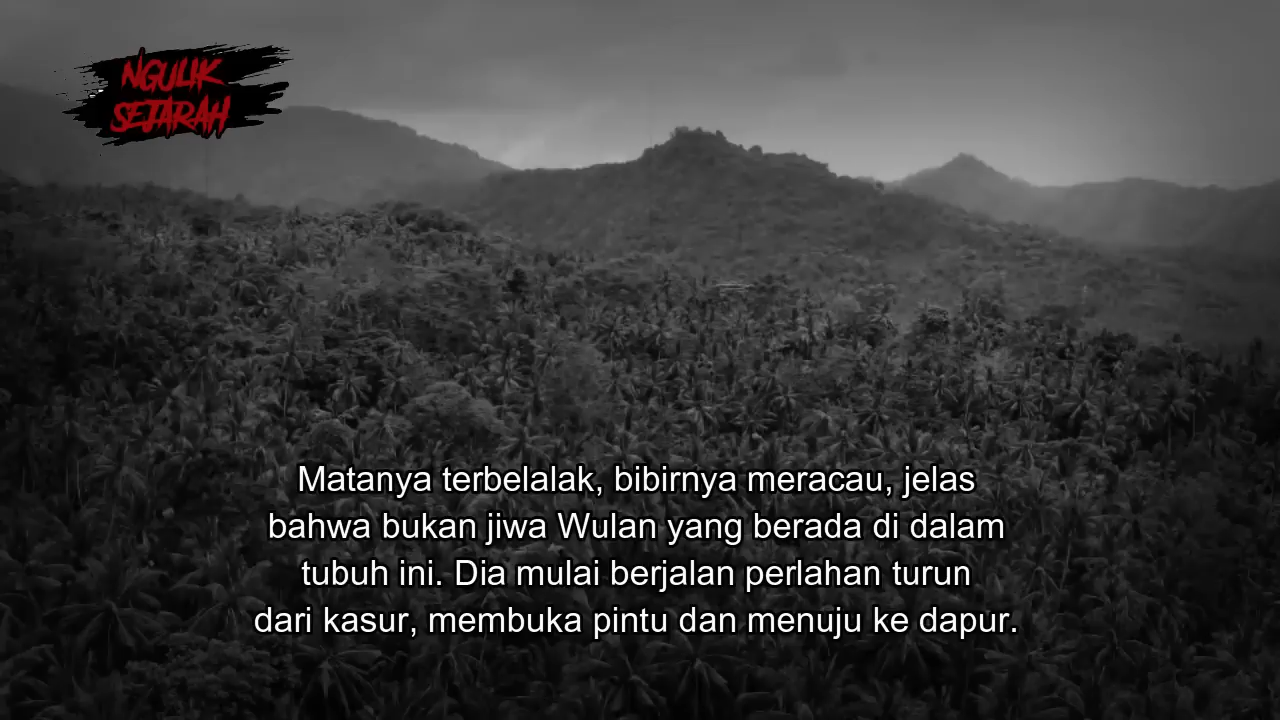 NGULIK
SEJARAH
Matanya terbelalak, bibirnya meracau, jelas
bahwa bukan jiwa Wulan yang berada di dalam
tubuh ini. Dia mulai berjalan perlahan turun
dari kasur, membuka pintu dan menuju ke dapur.